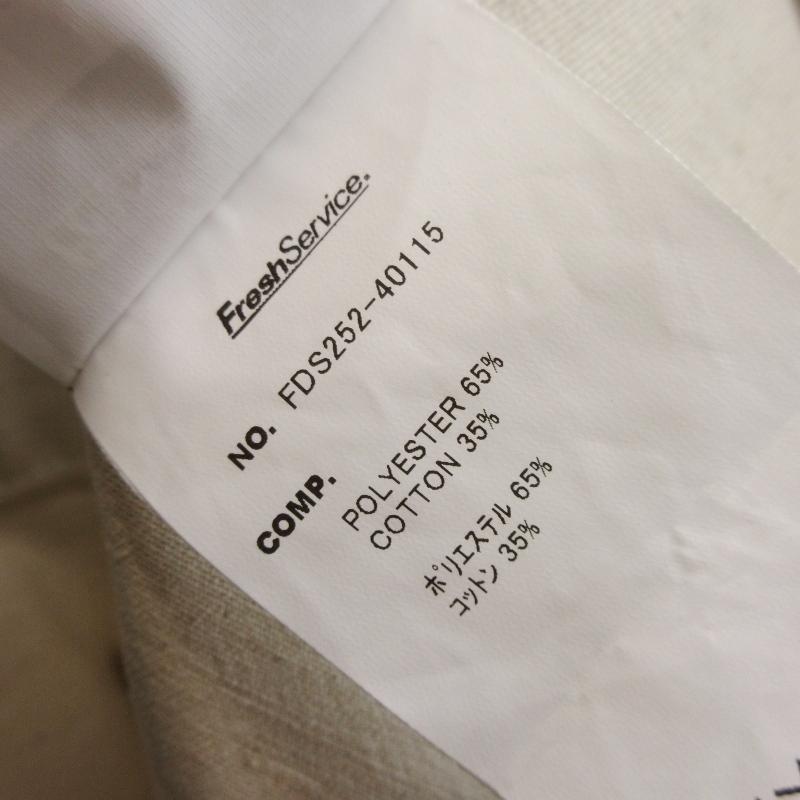 FreshService.
NO. FDS252-40115
COMP. POLYESTER 65%
COTTON 35%
ポリエステル 65%
コットン 35%